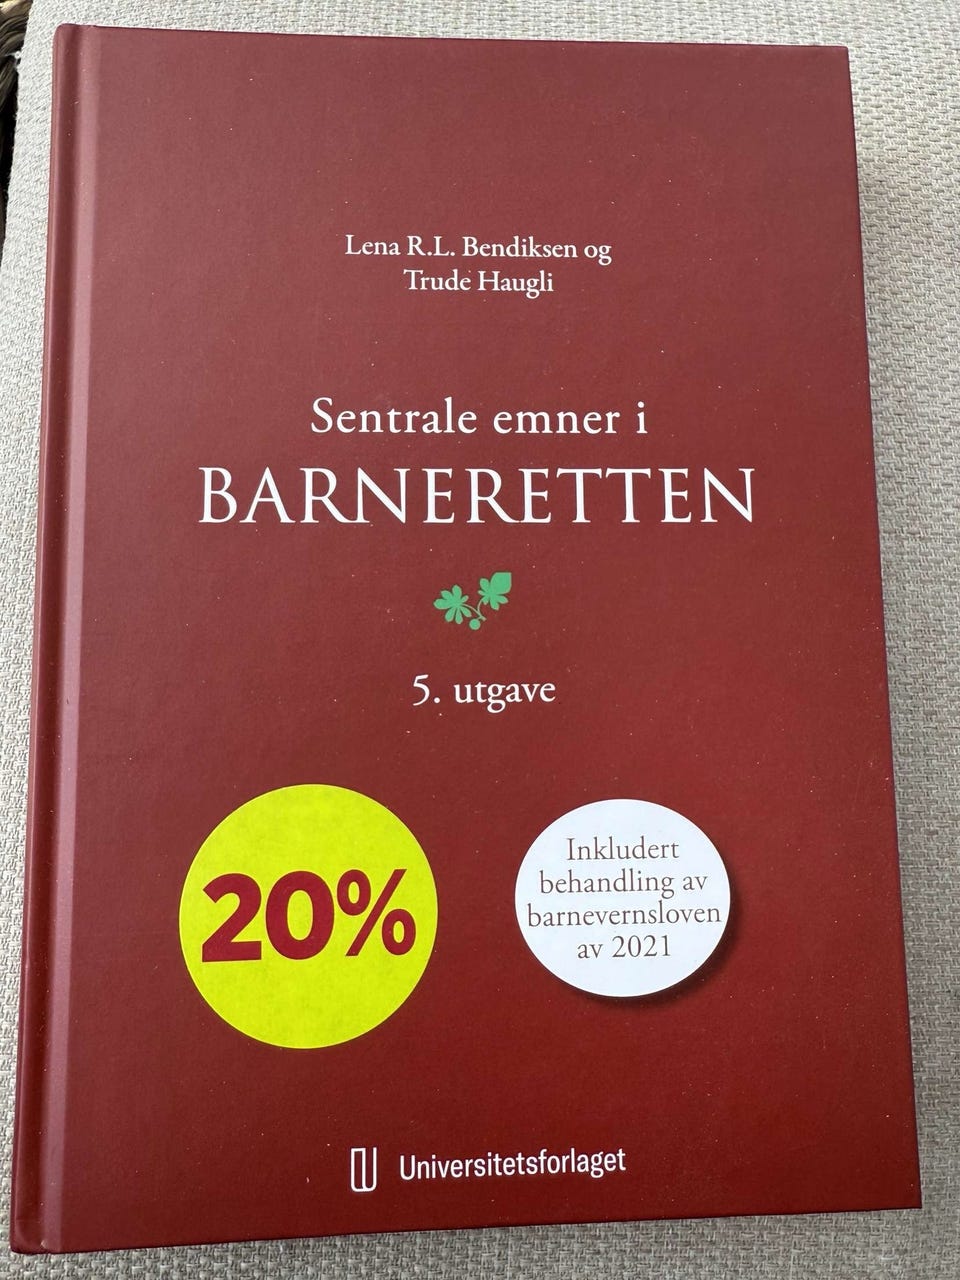 Lena R.L. Bendiksen og
Trude Haugli
Sentrale emner i
BARNERETTEN
5. utgave
20%
Inkludert
behandling av
barnevernsloven
av 2021
Universitetsforlaget